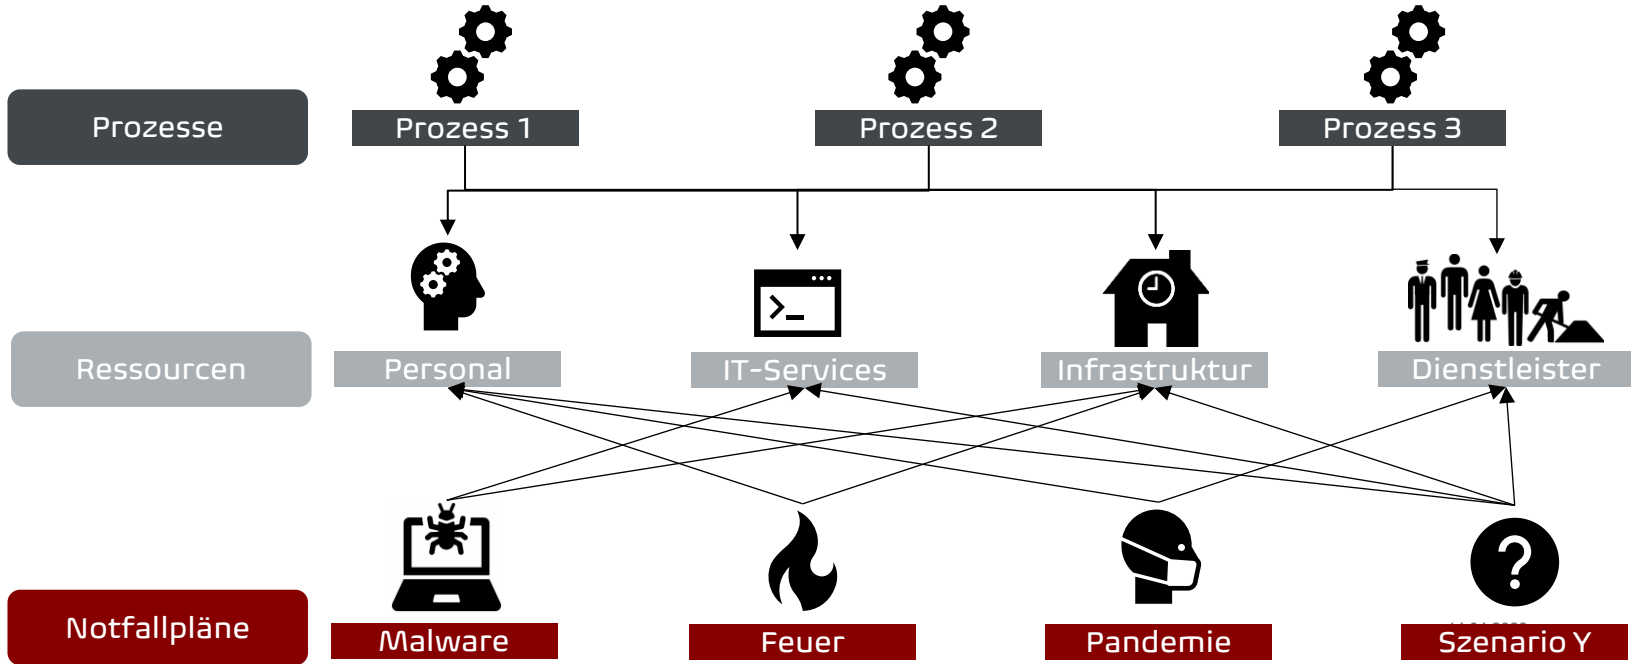 Prozesse
Prozess 1
Prozess 2
Prozess 3
Ressourcen
Personal
IT-Services
Infrastruktur
Dienstleister
Notfallpläne
Malware
Feuer
Pandemie
Szenario Y